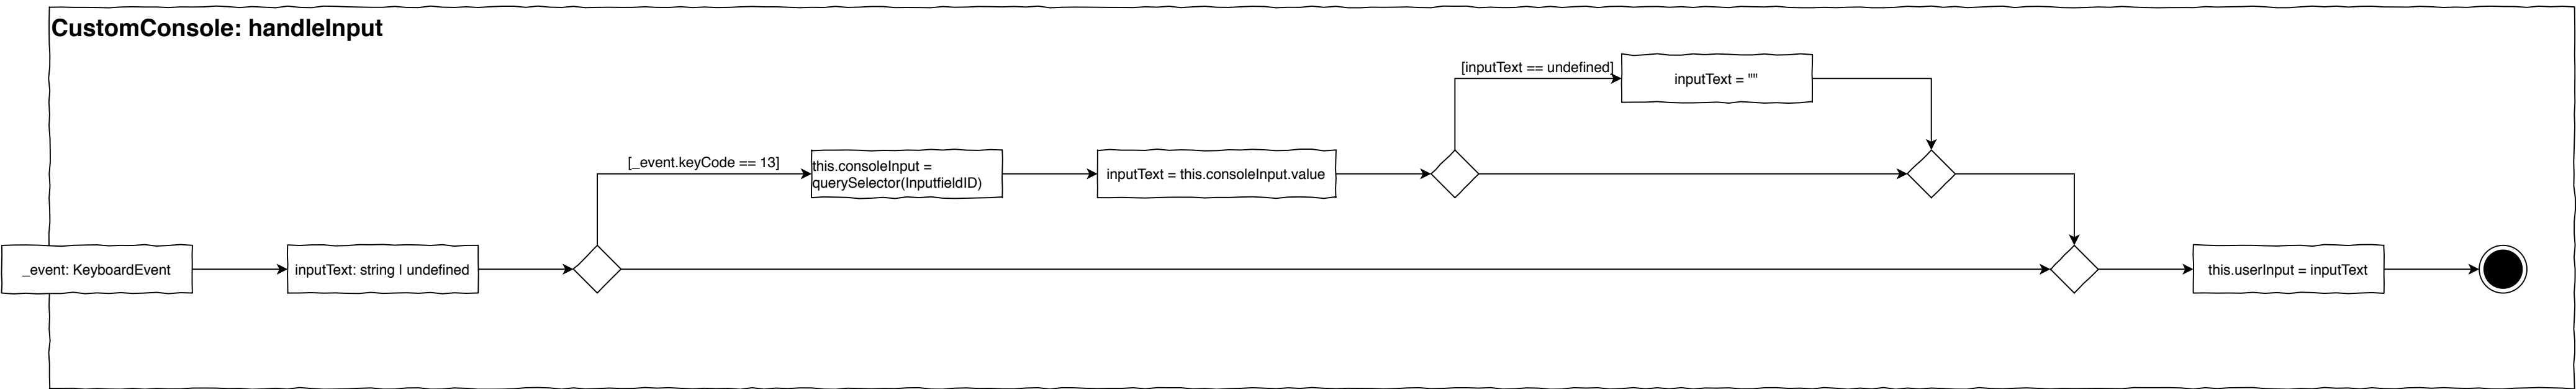 CustomConsole: handleInput
[inputText == undefined]
inputText = ""
[_event.keyCode == 13]
this.consoleInput =
querySelector(InputfieldID)
inputText = this.consoleInput.value
_event: KeyboardEvent
inputText: string | undefined
this.userInput = inputText